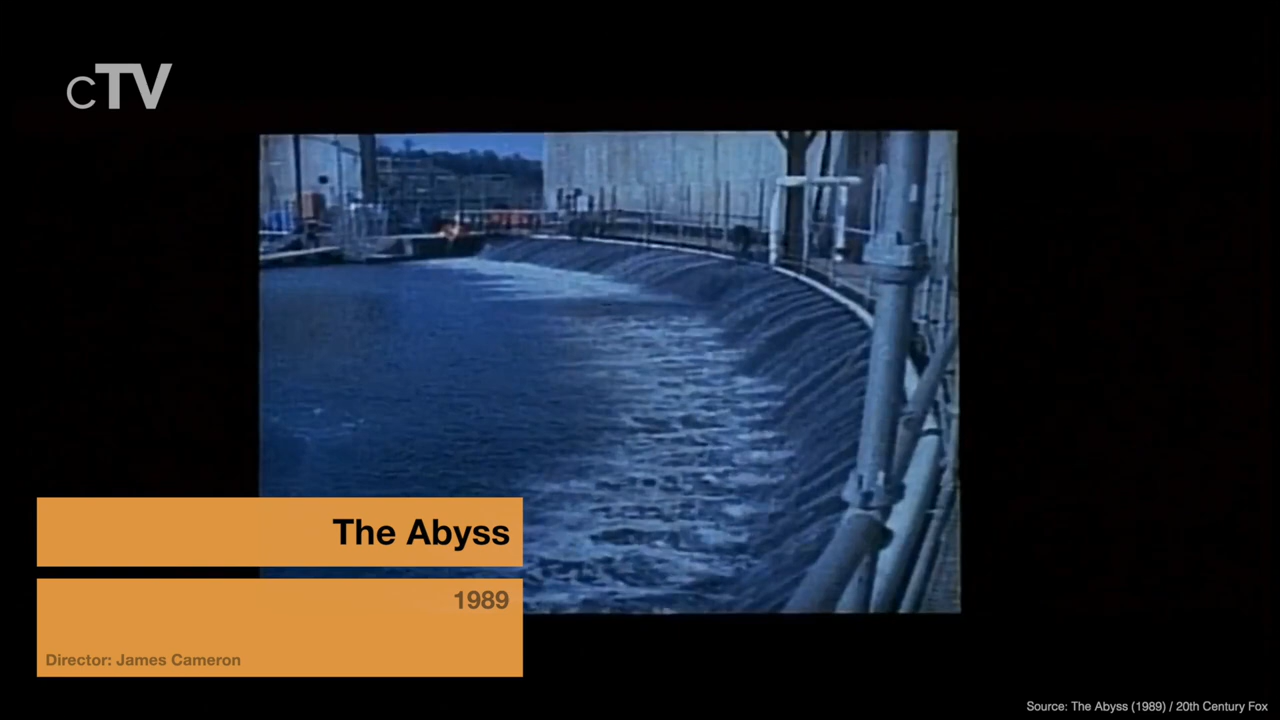 cTV
The Abyss
1989
Director: James Cameron
Source: The Abyss (1989) / 20th Century Fox